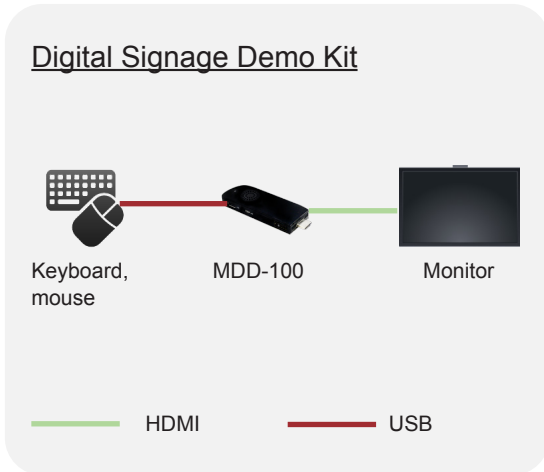 Digital Signage Demo Kit
Keyboard,
mouse
MDD-100
Monitor
HDMI
USB